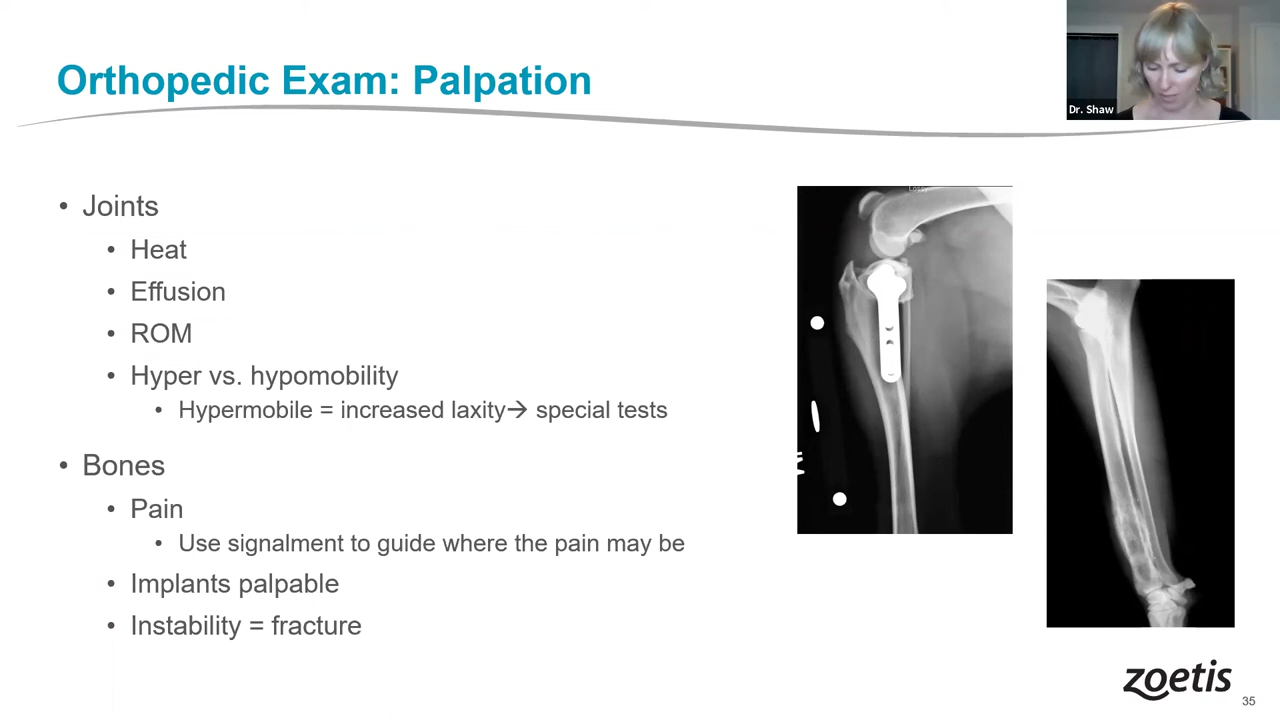 Orthopedic Exam: Palpation
Dr. Shaw
• Joints
• Heat
• Effusion
• ROM
• Hyper vs. hypomobility
• Hypermobile = increased laxity→ special tests
• Bones
• Pain
• Use signalment to guide where the pain may be
• Implants palpable
• Instability = fracture
zoetis
35